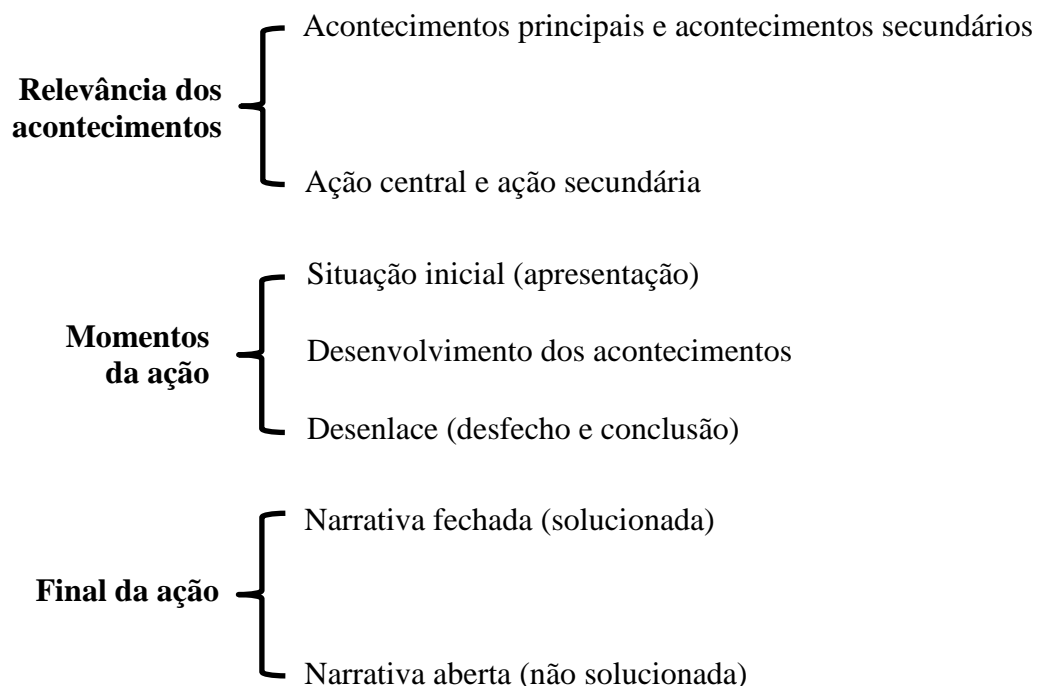 Acontecimentos principais e acontecimentos secundários
Relevância dos
acontecimentos
Ação central e ação secundária
Situação inicial (apresentação)
Momentos
da ação
Desenvolvimento dos acontecimentos
Desenlace (desfecho e conclusão)
Narrativa fechada (solucionada)
Final da ação
Narrativa aberta (não solucionada)